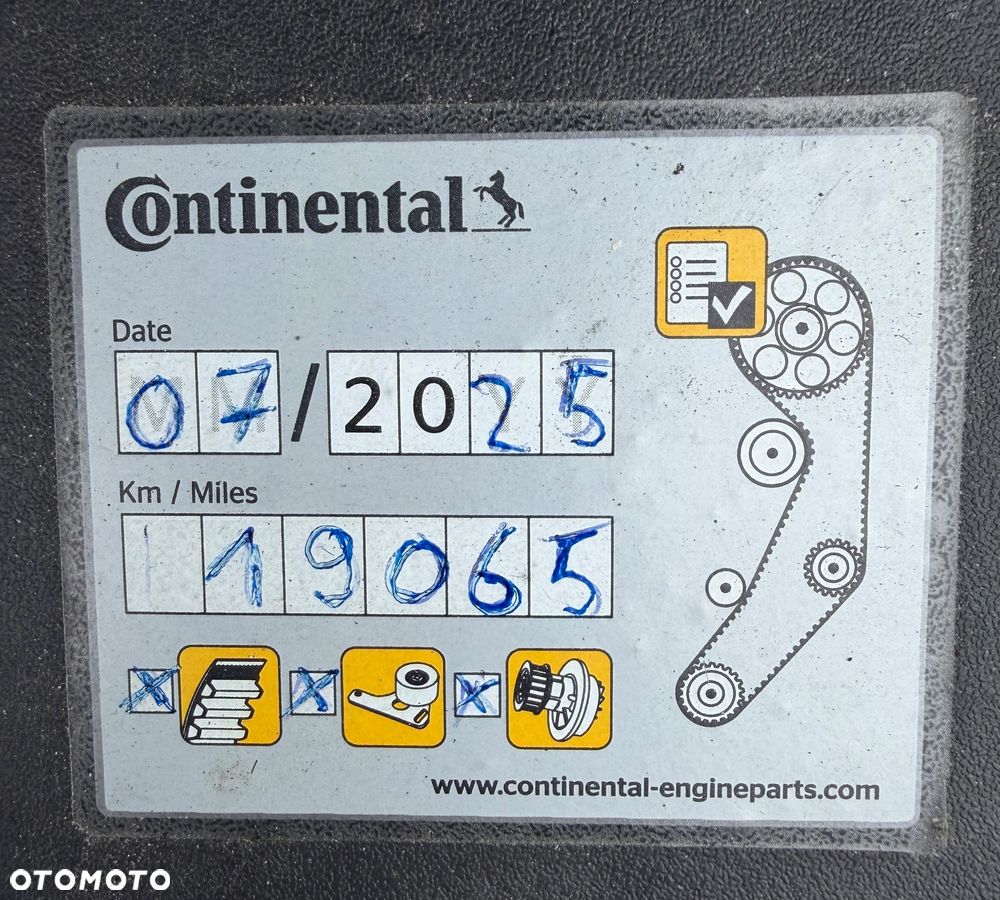 Continental
Date
07/2025
Km / Miles
119065
www.continental-engineparts.com
OTOMOTO